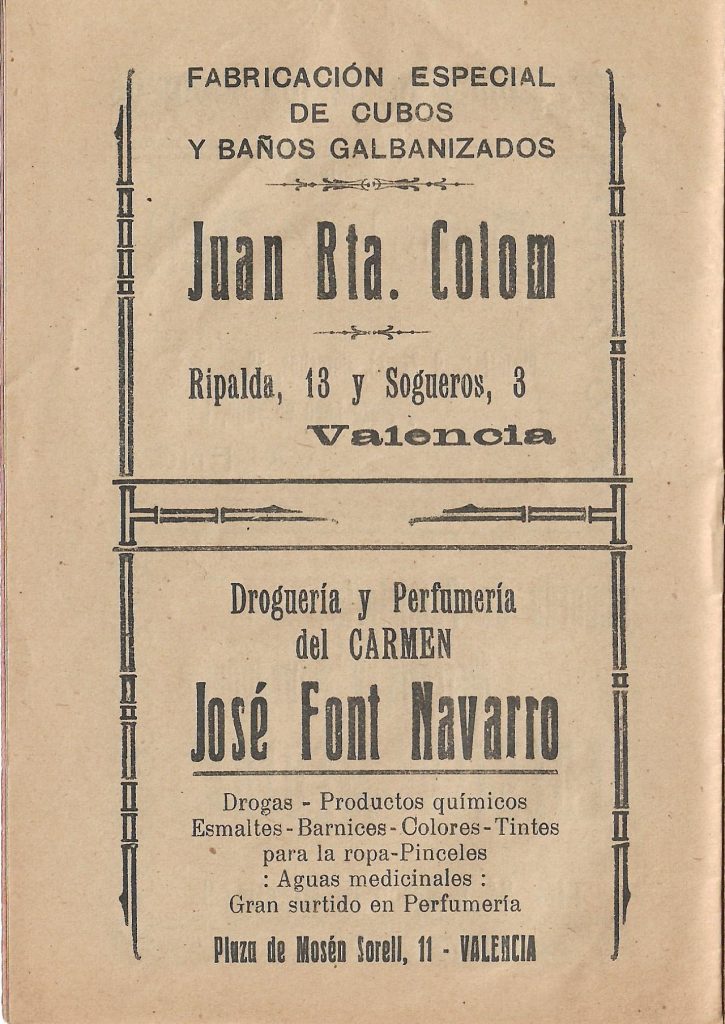 FABRICACIÓN ESPECIAL
DE CUBOS
Y BAÑOS GALBANIZADOS
Juan Bta. Colom
Ripalda, 13 y Sogueros, 3
Valencia
Droguería y Perfumería
del CARMEN
José Font Navarro
Drogas - Productos químicos
Esmaltes-Barnices-Colores-Tintes
para la ropa-Pinceles
: Aguas medicinales :
Gran surtido en Perfumería
Plaza de Mosén Sorell, 11 - VALENCIA